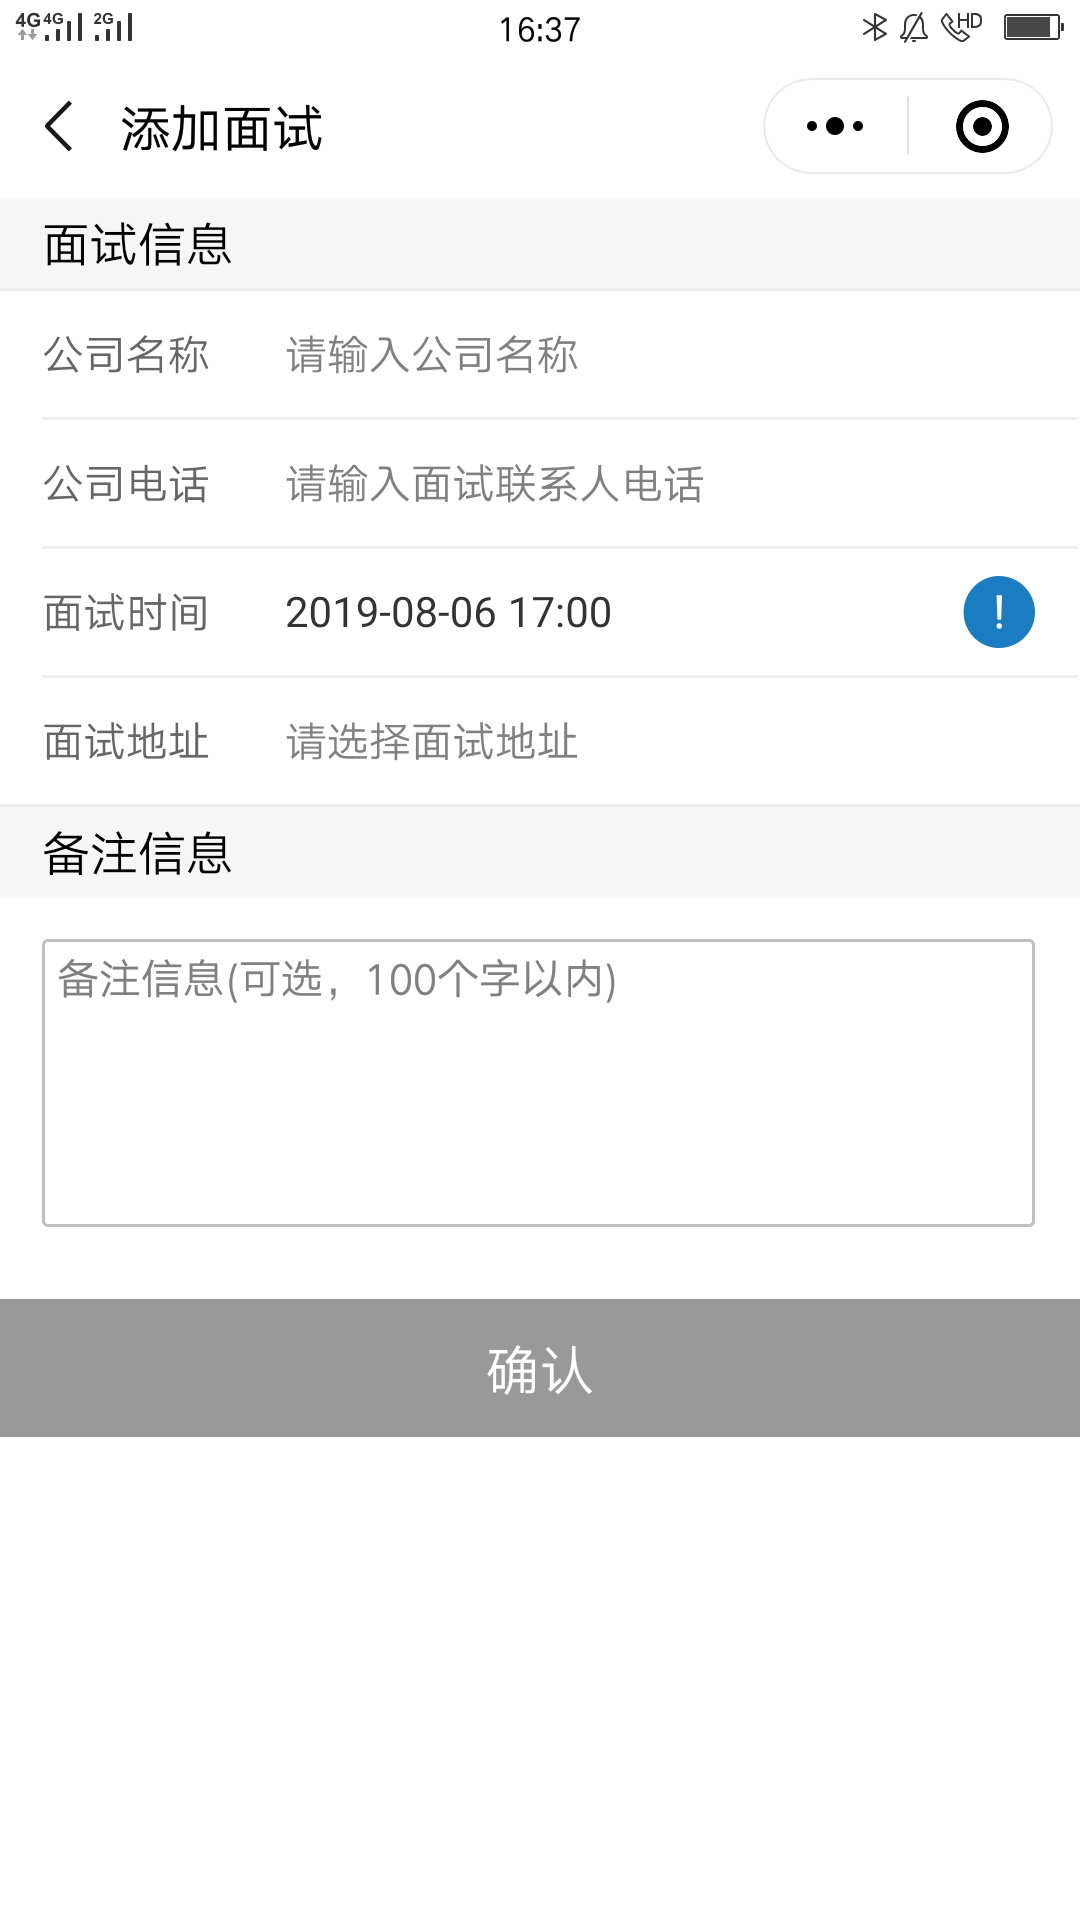 4G 4G 2G 16:37 HD
添加面试
面试信息
公司名称 请输入公司名称
公司电话 请输入面试联系人电话
面试时间 2019-08-06 17:00 !
面试地址 请选择面试地址
备注信息
备注信息(可选，100个字以内)
确认